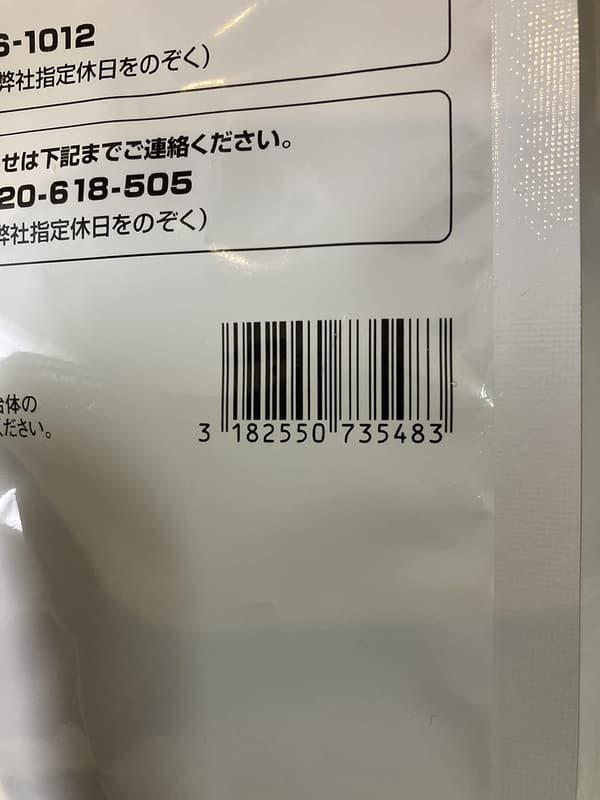 6-1012
弊社指定休日をのぞく)
せは下記までご連絡ください。
20-618-505
弊社指定休日をのぞく)
台体の
ください。
3 182550 735483